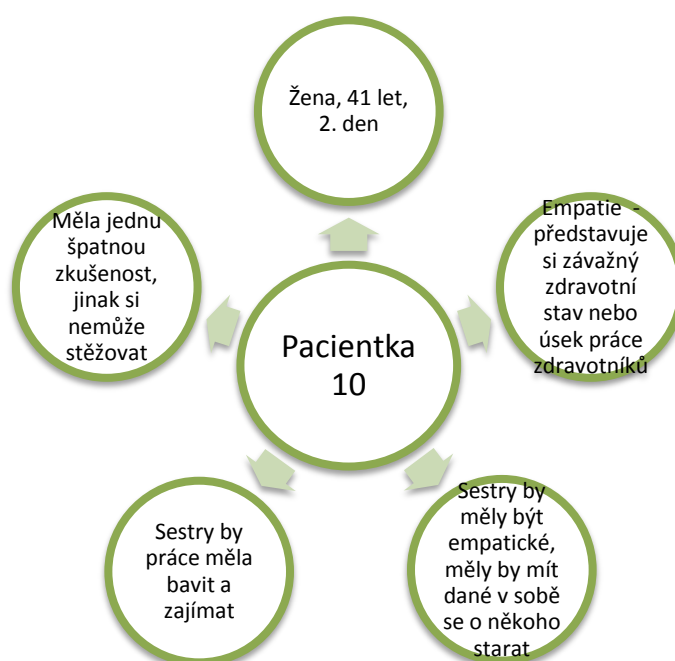 Žena, 41 let,
2. den
Empatie -
představuje
si závažný
zdravotní
stav nebo
úsek práce
zdravotníků
Sestry by
měly být
empatické,
měly by mít
dané v sobě
se o někoho
starat
Sestry by
práce měla
bavit a
zajímat
Měla jednu
špatnou
zkušenost,
jinak si
nemůže
stěžovat
Pacientka
10